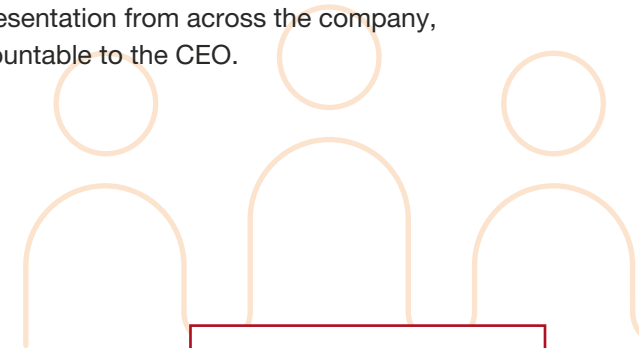 esentation from across the company,
ountable to the CEO.